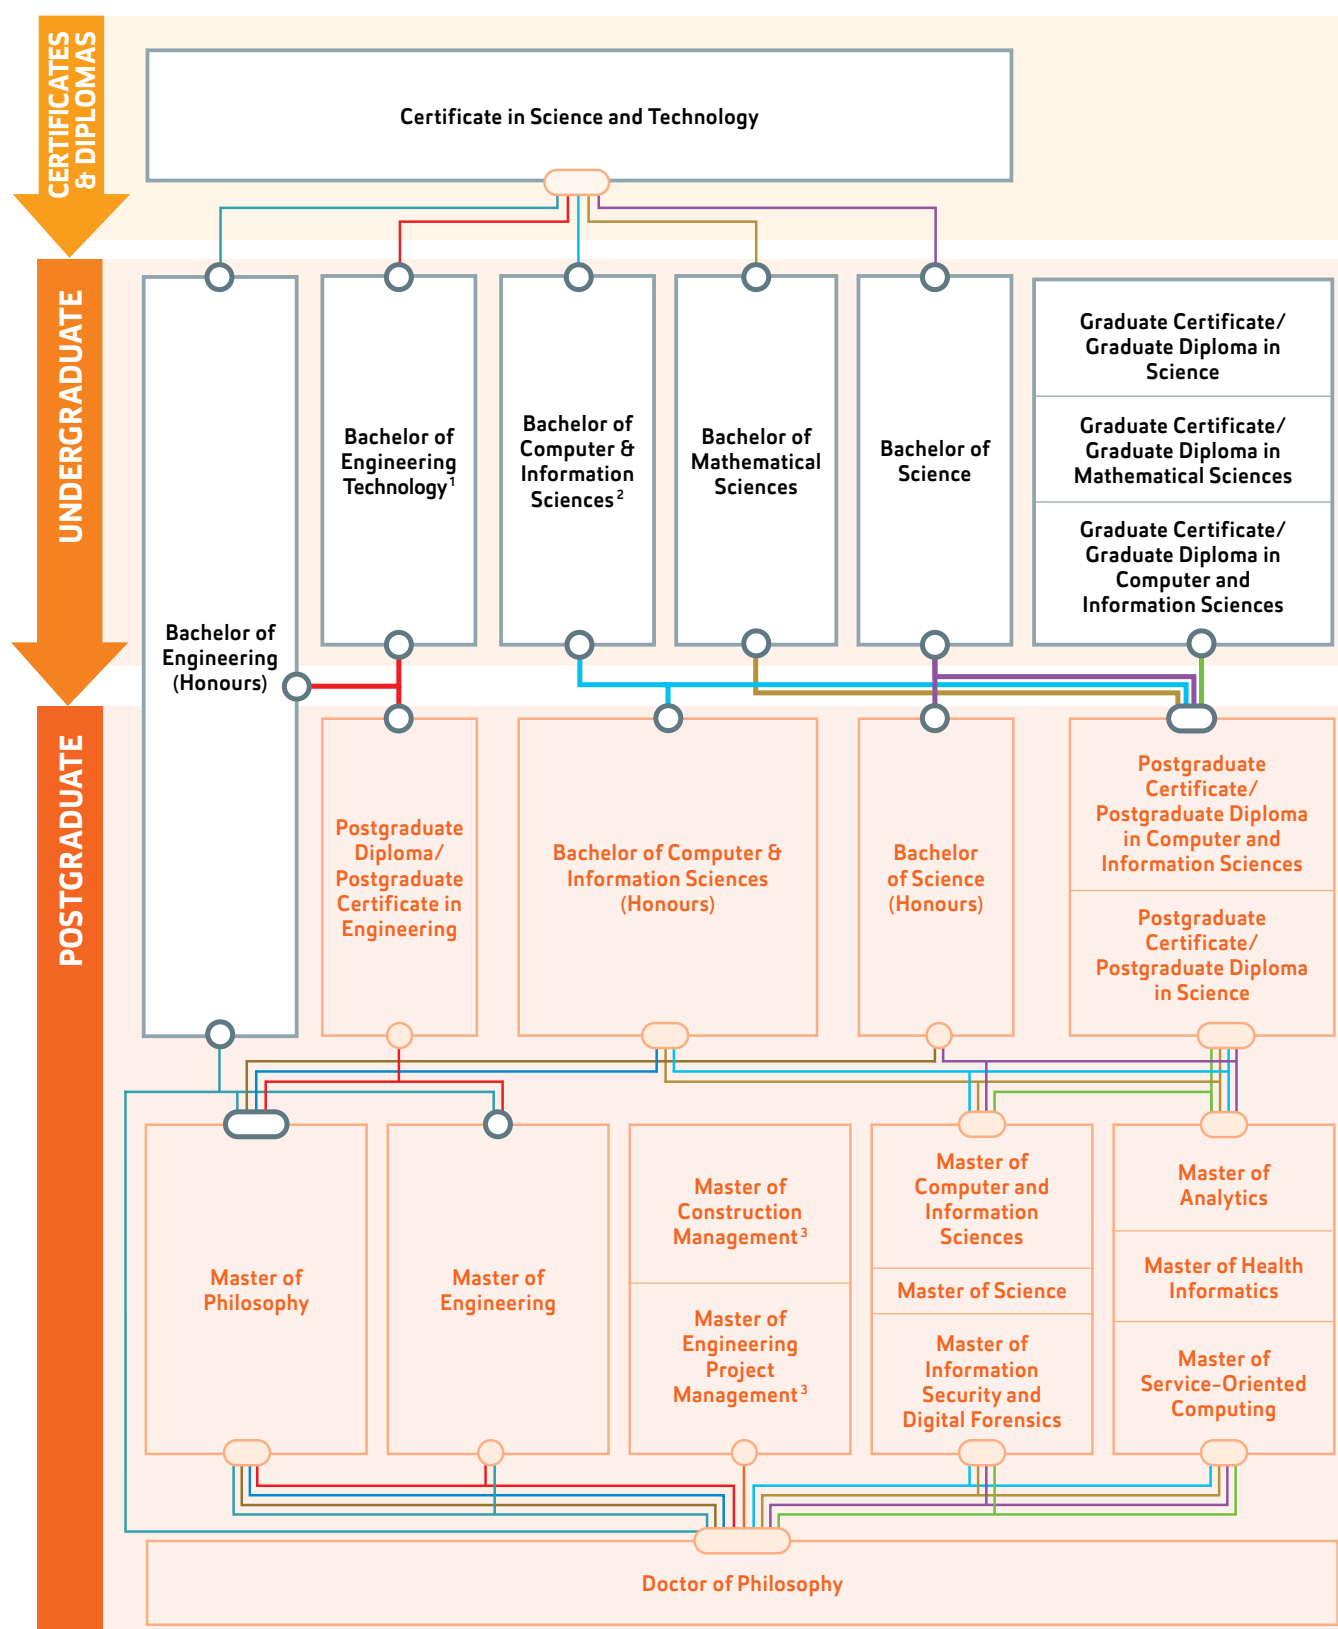 CERTIFICATES
& DIPLOMAS
Certificate in Science and Technology
UNDERGRADUATE
Bachelor of
Engineering
(Honours)
Bachelor of
Engineering
Technology¹
Bachelor of
Computer &
Information
Sciences²
Bachelor of
Mathematical
Sciences
Bachelor of
Science
Graduate Certificate/
Graduate Diploma in
Science
Graduate Certificate/
Graduate Diploma in
Mathematical Sciences
Graduate Certificate/
Graduate Diploma in
Computer and
Information Sciences
POSTGRADUATE
Postgraduate
Diploma/
Postgraduate
Certificate in
Engineering
Bachelor of Computer &
Information Sciences
(Honours)
Bachelor
of Science
(Honours)
Postgraduate
Certificate/
Postgraduate Diploma
in Computer and
Information Sciences
Postgraduate
Certificate/
Postgraduate Diploma
in Science
Master of
Philosophy
Master of
Engineering
Master of
Construction
Management³
Master of
Engineering
Project
Management³
Master of
Computer and
Information
Sciences
Master of Science
Master of
Information
Security and
Digital Forensics
Master of
Analytics
Master of Health
Informatics
Master of
Service-Oriented
Computing
Doctor of Philosophy